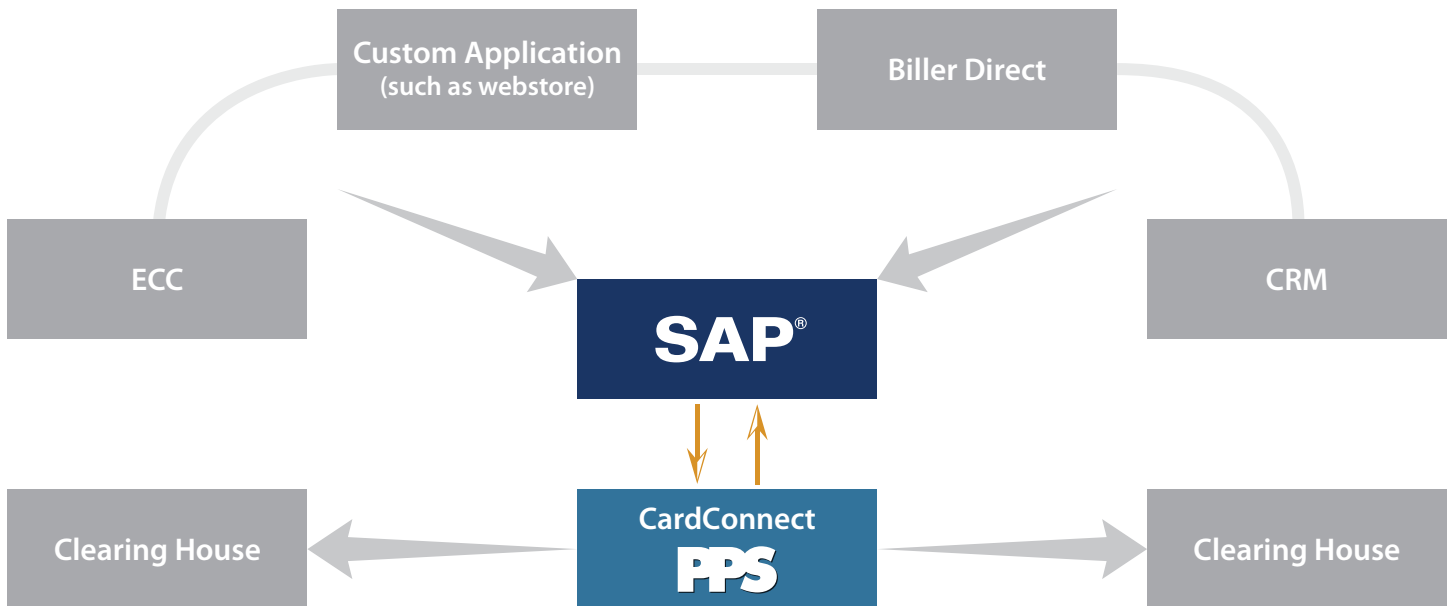 Custom Application
(such as webstore)
Biller Direct
ECC
CRM
SAP®
CardConnect
PPS
Clearing House
Clearing House